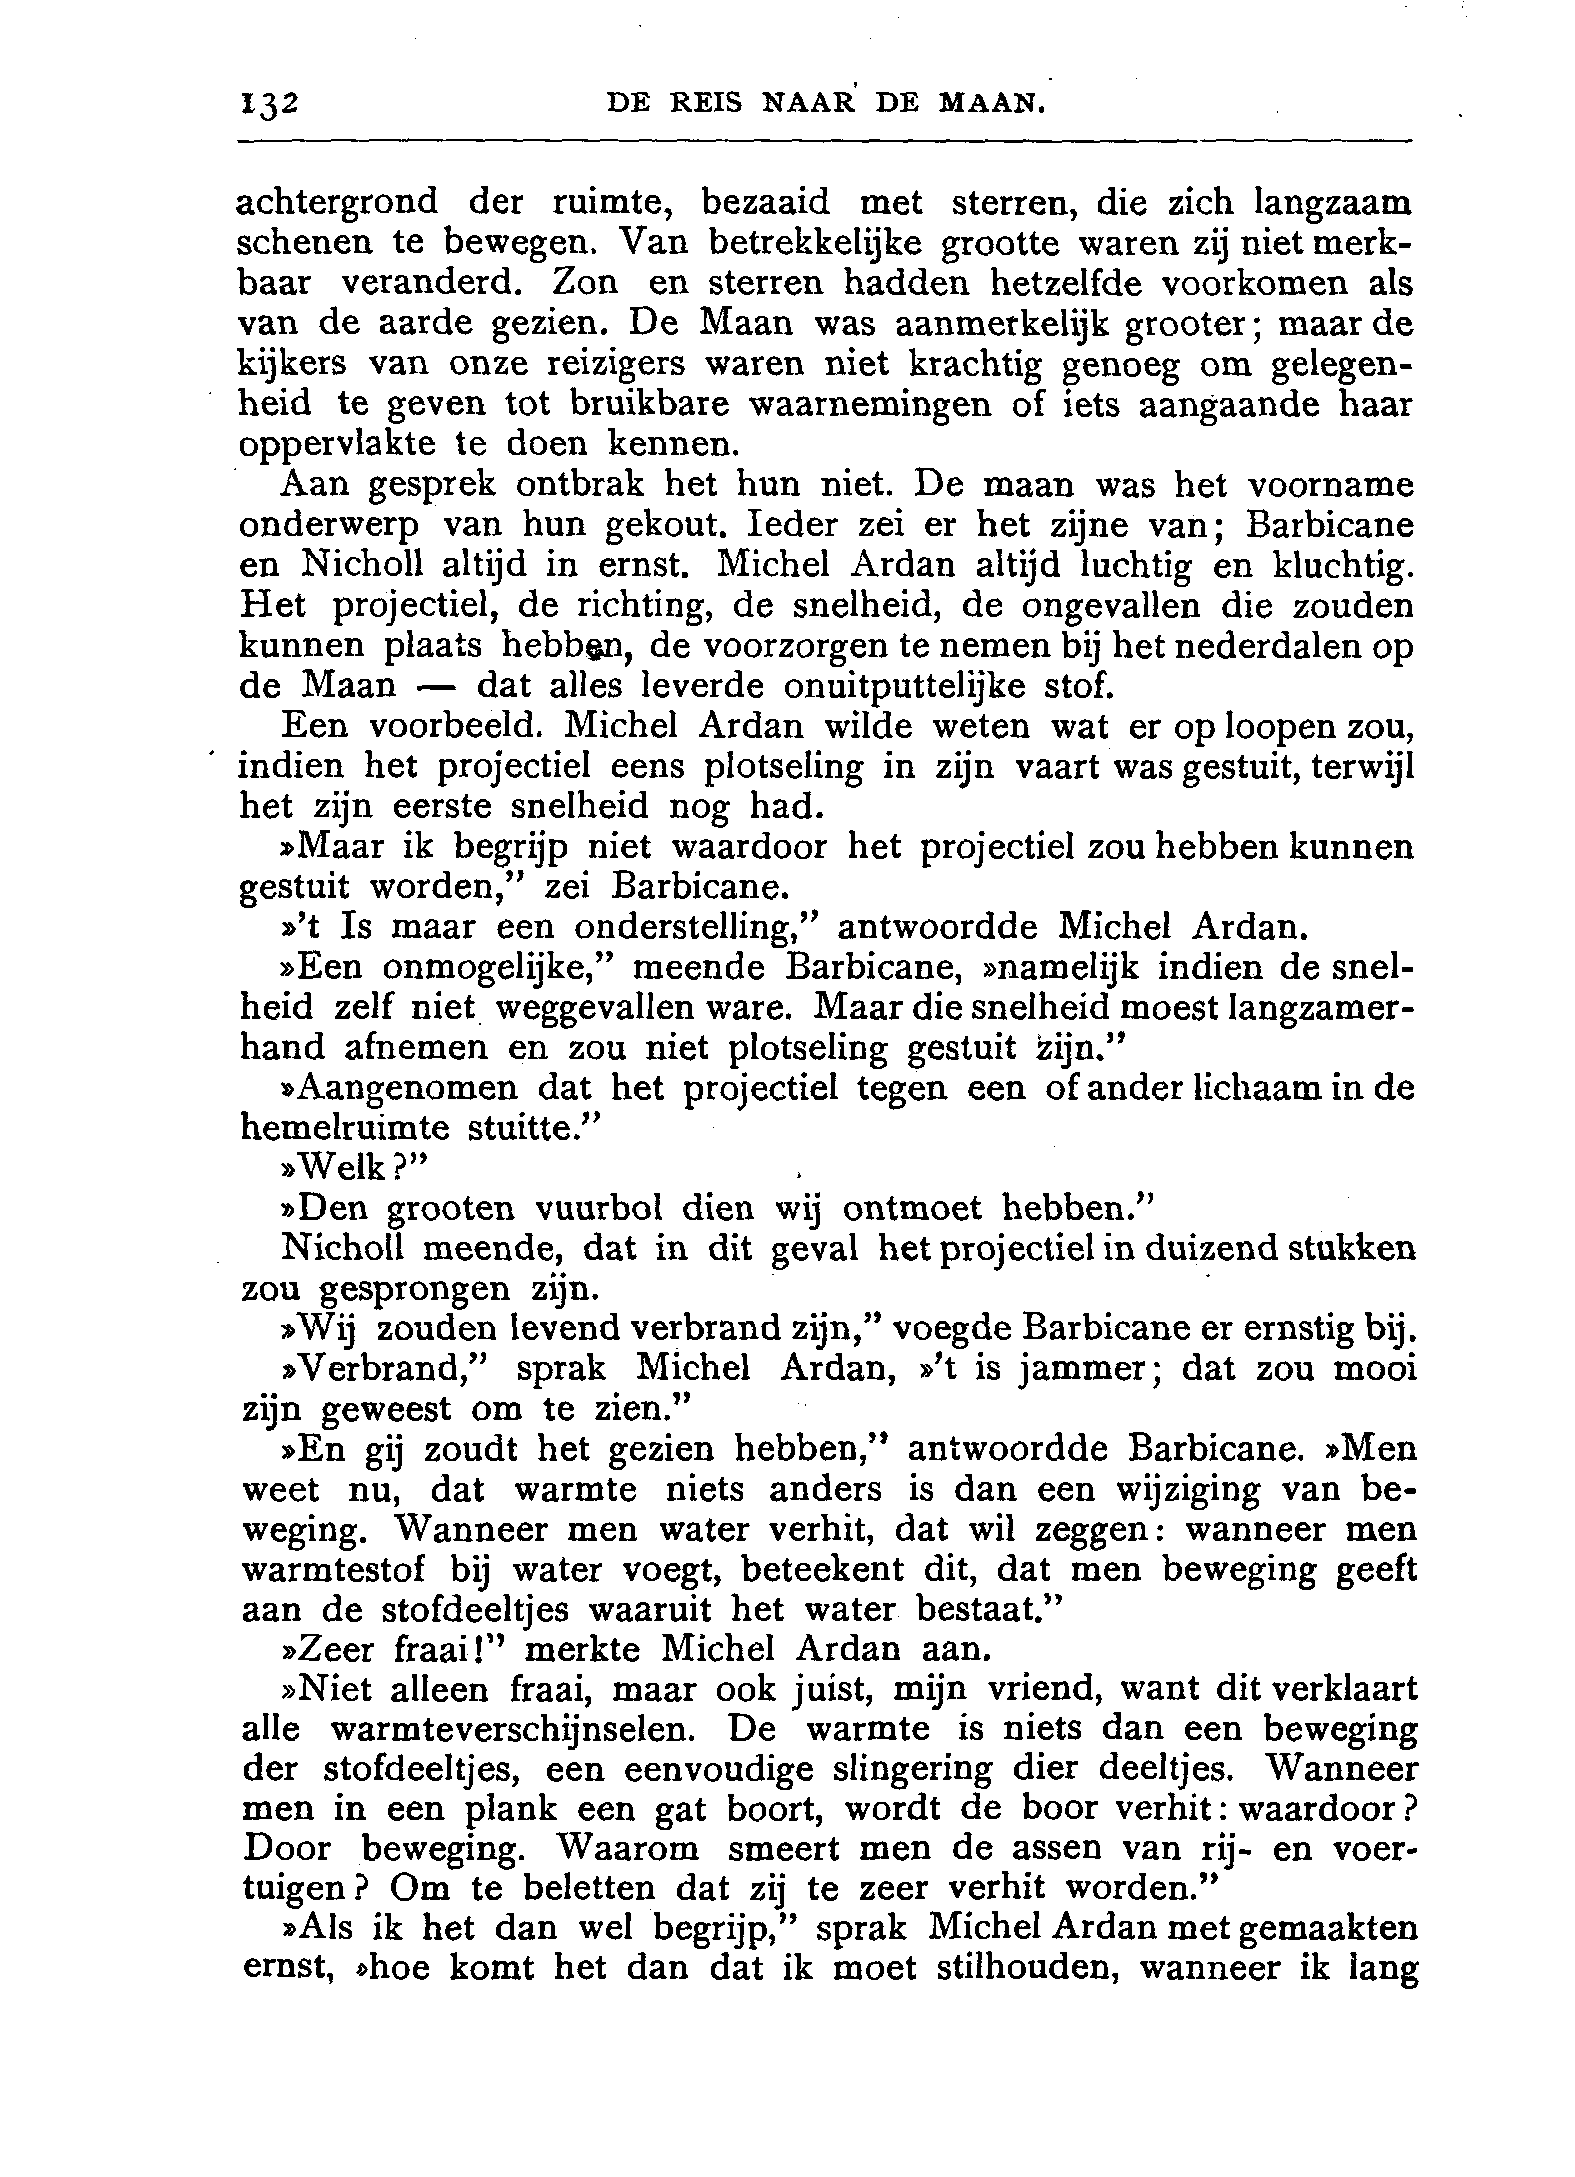 132 DE REIS NAAR DE MAAN.
achtergrond der ruimte, bezaaid met sterren, die zich langzaam
schenen te bewegen. Van betrekkelijke grootte waren zij niet merk-
baar veranderd. Zon en sterren hadden hetzelfde voorkomen als
van de aarde gezien. De Maan was aanmerkelijk grooter; maar de
kijkers van onze reizigers waren niet krachtig genoeg om gelegen-
heid te geven tot bruikbare waarnemingen of iets aangaande haar
oppervlakte te doen kennen.
Aan gesprek ontbrak het hun niet. De maan was het voorname
onderwerp van hun gekout. Ieder zei er het zijne van; Barbicane
en Nicholl altijd in ernst. Michel Ardan altijd luchtig en kluchtig.
Het projectiel, de richting, de snelheid, de ongevallen die zouden
kunnen plaats hebben, de voorzorgen te nemen bij het nederdalen op
de Maan — dat alles leverde onuitputtelijke stof.
Een voorbeeld. Michel Ardan wilde weten wat er op loopen zou,
indien het projectiel eens plotseling in zijn vaart was gestuit, terwijl
het zijn eerste snelheid nog had.
»Maar ik begrijp niet waardoor het projectiel zou hebben kunnen
gestuit worden,” zei Barbicane.
»’t Is maar een onderstelling,” antwoordde Michel Ardan.
»Een onmogelijke,” meende Barbicane, »namelijk indien de snel-
heid zelf niet weggevallen ware. Maar die snelheid moest langzamer-
hand afnemen en zou niet plotseling gestuit zijn.”
»Aangenomen dat het projectiel tegen een of ander lichaam in de
hemelruimte stuitte.”
»Welk?”
»Den grooten vuurbol dien wij ontmoet hebben.”
Nicholl meende, dat in dit geval het projectiel in duizend stukken
zou gesprongen zijn.
»Wij zouden levend verbrand zijn,” voegde Barbicane er ernstig bij.
»Verbrand,” sprak Michel Ardan, »’t is jammer; dat zou mooi
zijn geweest om te zien.”
»En gij zoudt het gezien hebben,” antwoordde Barbicane. »Men
weet nu, dat warmte niets anders is dan een wijziging van be-
weging. Wanneer men water verhit, dat wil zeggen: wanneer men
warmtestof bij water voegt, beteekent dit, dat men beweging geeft
aan de stofdeeltjes waaruit het water bestaat.”
»Zeer fraai!” merkte Michel Ardan aan.
»Niet alleen fraai, maar ook juist, mijn vriend, want dit verklaart
alle warmteverschijnselen. De warmte is niets dan een beweging
der stofdeeltjes, een eenvoudige slingering dier deeltjes. Wanneer
men in een plank een gat boort, wordt de boor verhit: waardoor?
Door beweging. Waarom smeert men de assen van rij- en voer-
tuigen? Om te beletten dat zij te zeer verhit worden.”
»Als ik het dan wel begrijp,” sprak Michel Ardan met gemaakten
ernst, »hoe komt het dan dat ik moet stilhouden, wanneer ik lang